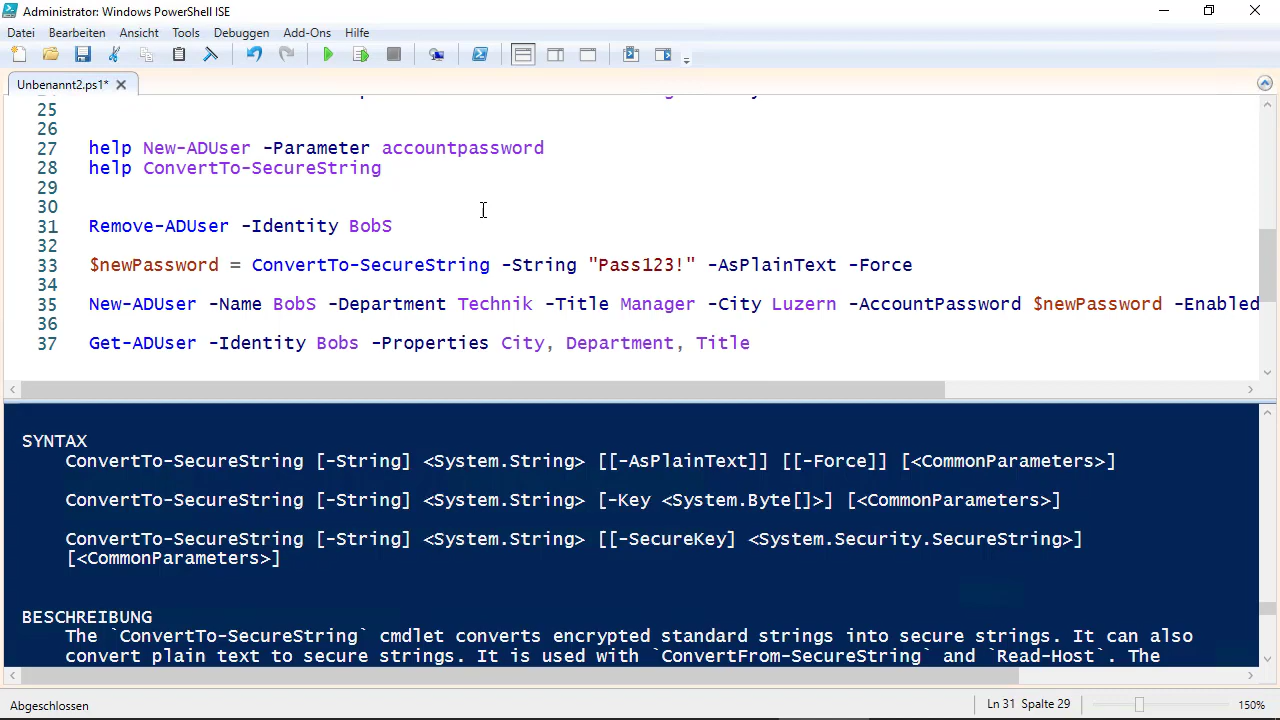 Administrator: Windows PowerShell ISE
Datei Bearbeiten Ansicht Tools Debuggen Add-Ons Hilfe
Unbenannt2.ps1*
25
26
27 help New-ADUser -Parameter accountpassword
28 help ConvertTo-SecureString
29
30
31 Remove-ADUser -Identity BobS
32
33 $newPassword = ConvertTo-SecureString -String "Pass123!" -AsPlainText -Force
34
35 New-ADUser -Name BobS -Department Technik -Title Manager -City Luzern -AccountPassword $newPassword -Enabled
36
37 Get-ADUser -Identity Bobs -Properties City, Department, Title
SYNTAX
ConvertTo-SecureString [-String] <System.String> [[-AsPlainText]] [[-Force]] [<CommonParameters>]
ConvertTo-SecureString [-String] <System.String> [-Key <System.Byte[]>] [<CommonParameters>]
ConvertTo-SecureString [-String] <System.String> [[-SecureKey] <System.Security.SecureString>]
[<CommonParameters>]
BESCHREIBUNG
The `ConvertTo-SecureString` cmdlet converts encrypted standard strings into secure strings. It can also
convert plain text to secure strings. It is used with `ConvertFrom-SecureString` and `Read-Host`. The
Abgeschlossen
Ln 31 Spalte 29
150%